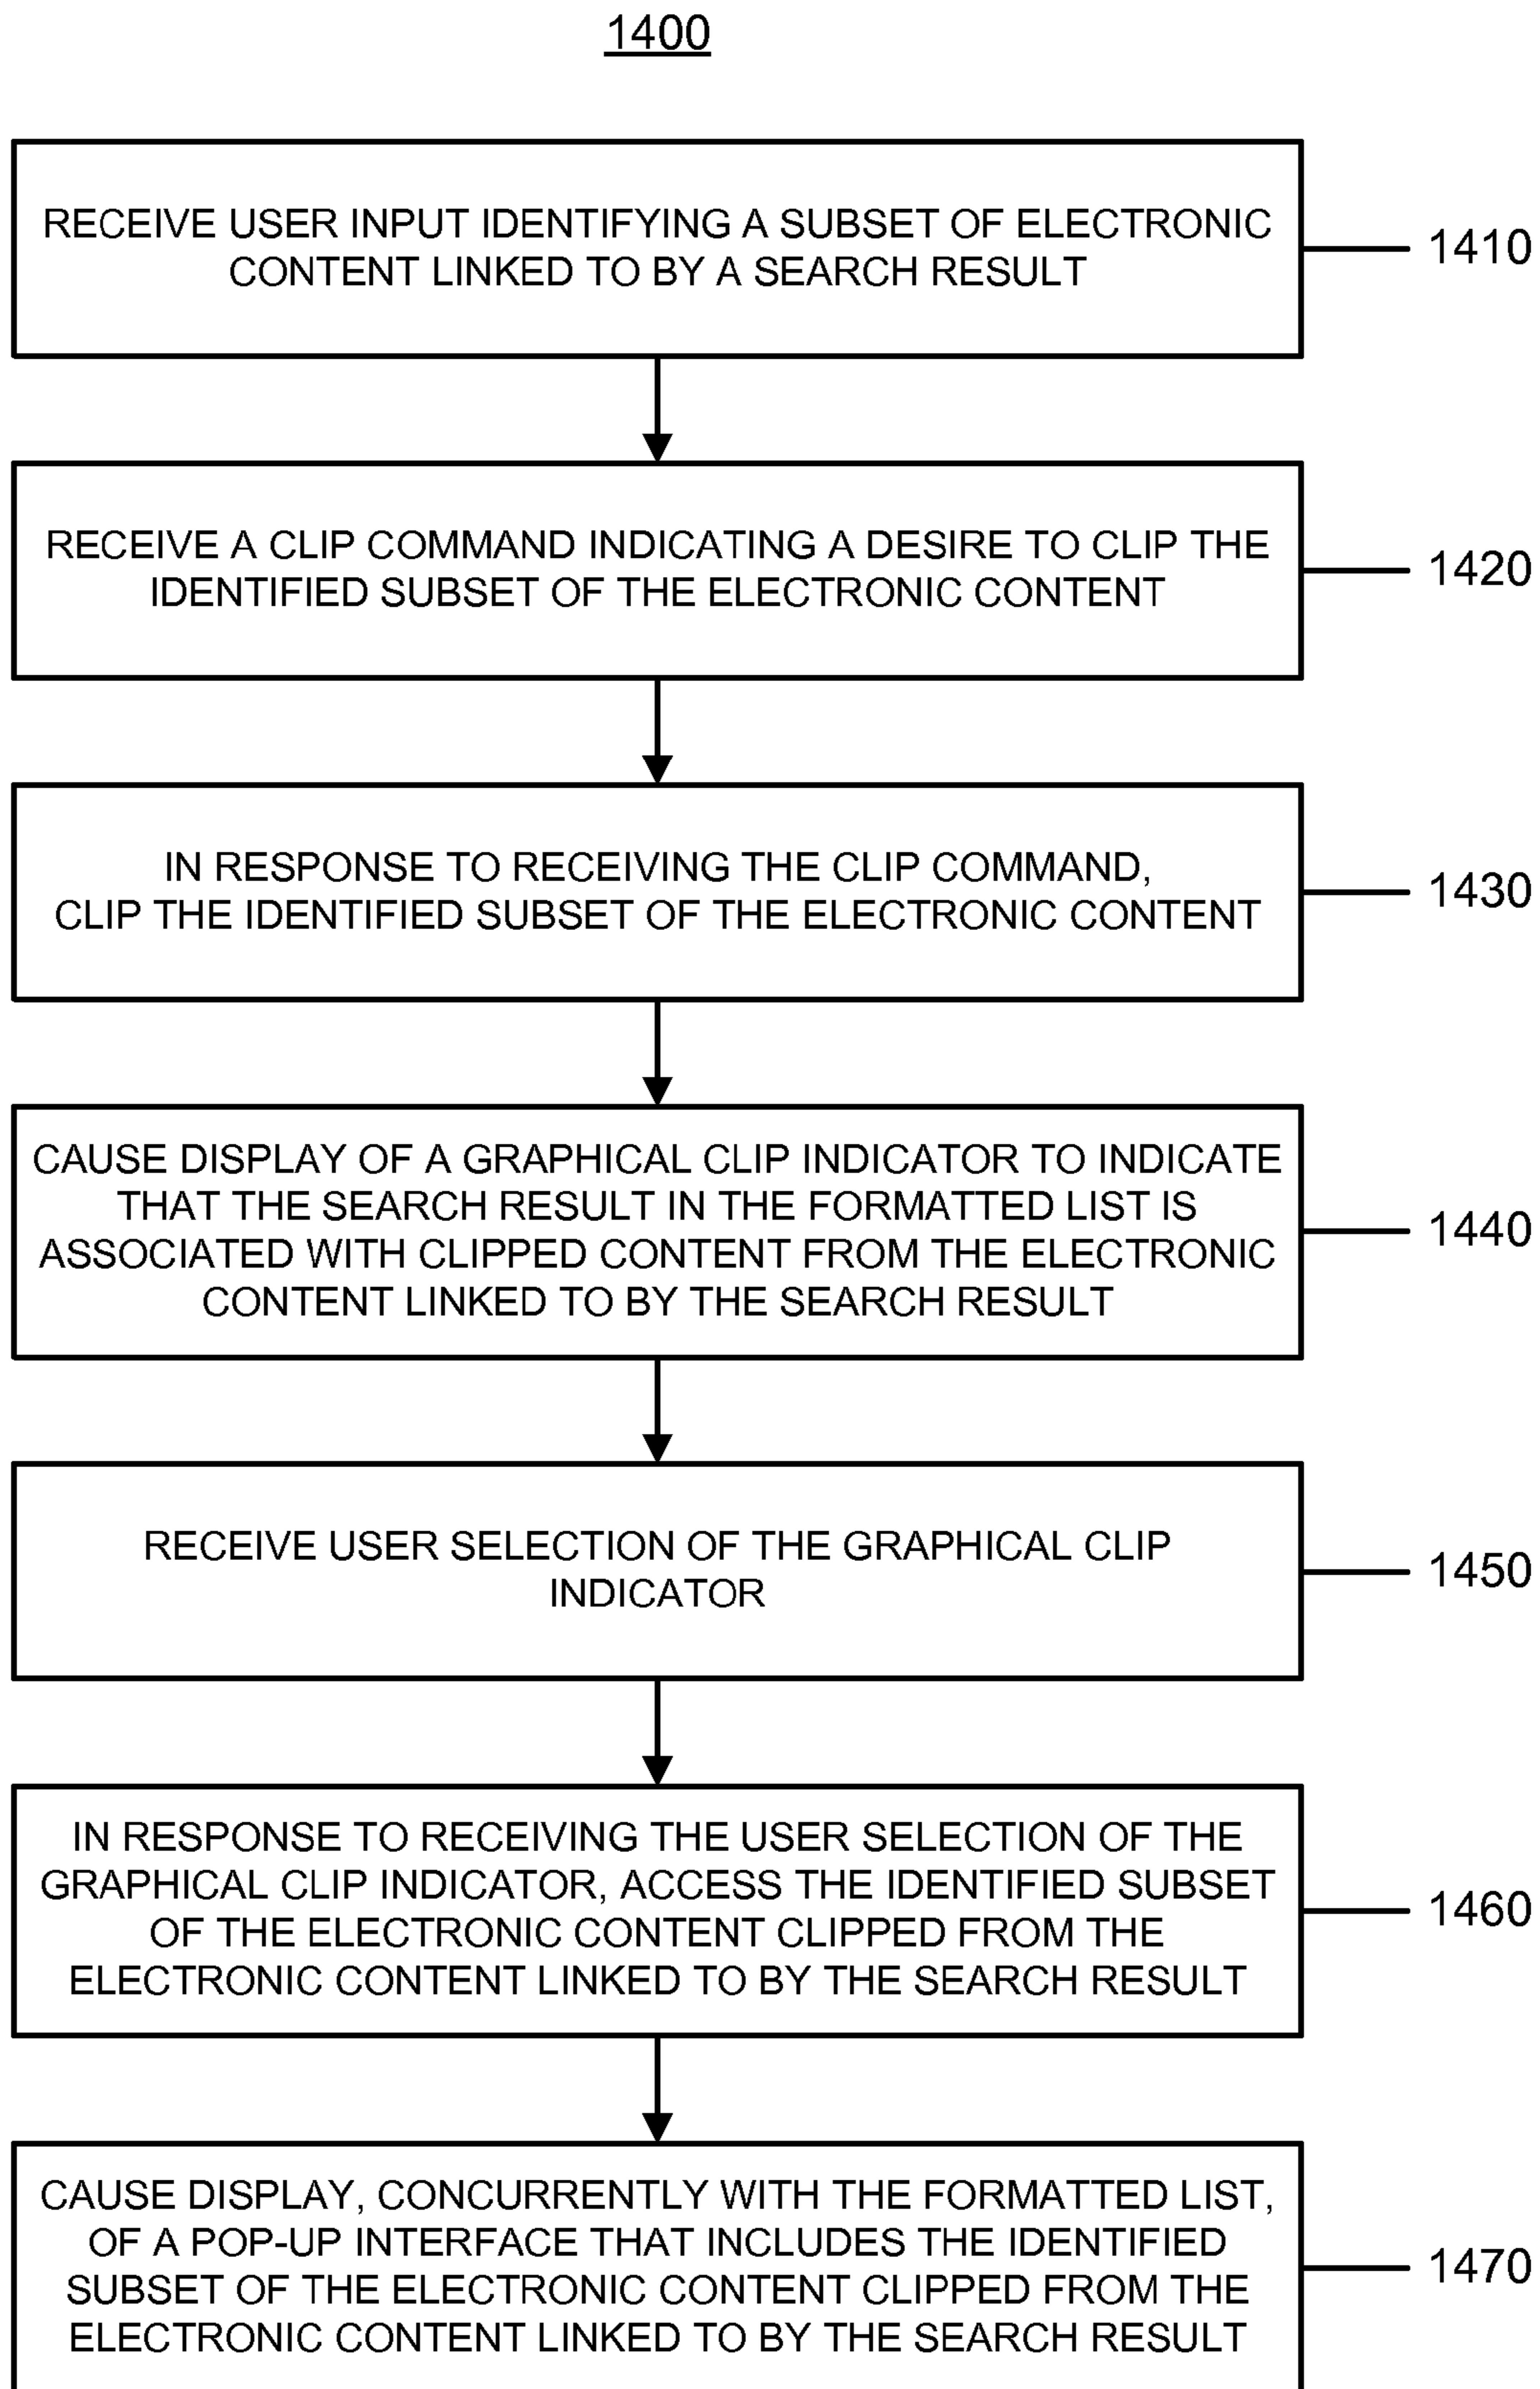 1400
RECEIVE USER INPUT IDENTIFYING A SUBSET OF ELECTRONIC
CONTENT LINKED TO BY A SEARCH RESULT
1410
RECEIVE A CLIP COMMAND INDICATING A DESIRE TO CLIP THE
IDENTIFIED SUBSET OF THE ELECTRONIC CONTENT
1420
IN RESPONSE TO RECEIVING THE CLIP COMMAND,
CLIP THE IDENTIFIED SUBSET OF THE ELECTRONIC CONTENT
1430
CAUSE DISPLAY OF A GRAPHICAL CLIP INDICATOR TO INDICATE
THAT THE SEARCH RESULT IN THE FORMATTED LIST IS
ASSOCIATED WITH CLIPPED CONTENT FROM THE ELECTRONIC
CONTENT LINKED TO BY THE SEARCH RESULT
1440
RECEIVE USER SELECTION OF THE GRAPHICAL CLIP
INDICATOR
1450
IN RESPONSE TO RECEIVING THE USER SELECTION OF THE
GRAPHICAL CLIP INDICATOR, ACCESS THE IDENTIFIED SUBSET
OF THE ELECTRONIC CONTENT CLIPPED FROM THE
ELECTRONIC CONTENT LINKED TO BY THE SEARCH RESULT
1460
CAUSE DISPLAY, CONCURRENTLY WITH THE FORMATTED LIST,
OF A POP-UP INTERFACE THAT INCLUDES THE IDENTIFIED
SUBSET OF THE ELECTRONIC CONTENT CLIPPED FROM THE
ELECTRONIC CONTENT LINKED TO BY THE SEARCH RESULT
1470